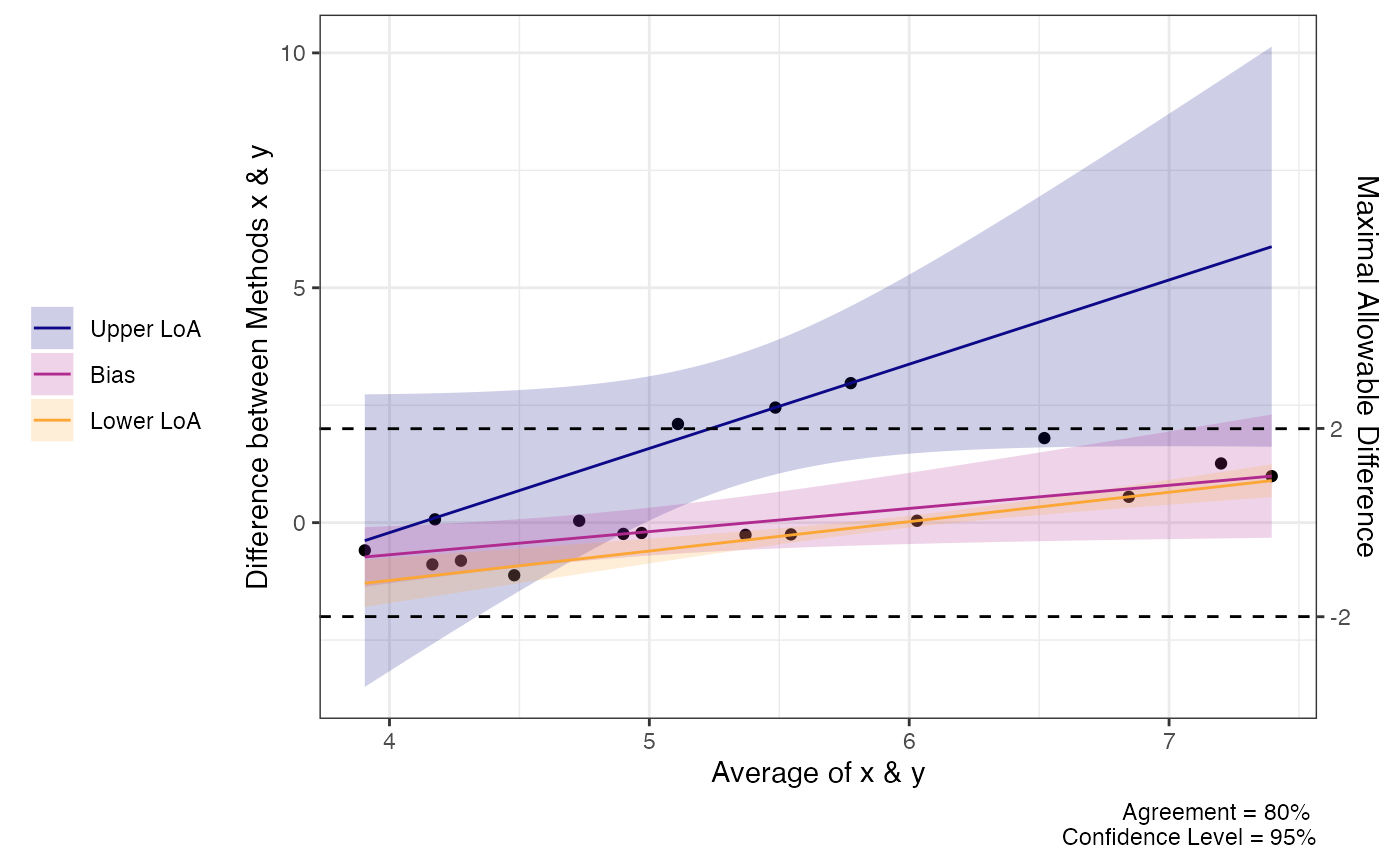 Upper LoA
Bias
Lower LoA
Difference between Methods x & y
10
5
0
Maximal Allowable Difference
2
-2
4
5
6
7
Average of x & y
Agreement = 80%
Confidence Level = 95%